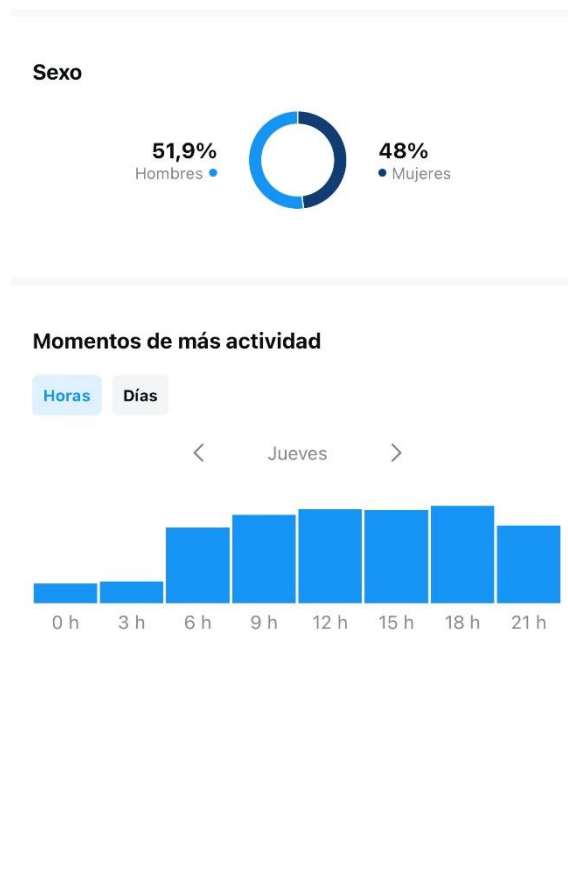 Sexo
51,9%
Hombres
48%
Mujeres
Momentos de más actividad
Horas Días
Jueves
0 h 3 h 6 h 9 h 12 h 15 h 18 h 21 h